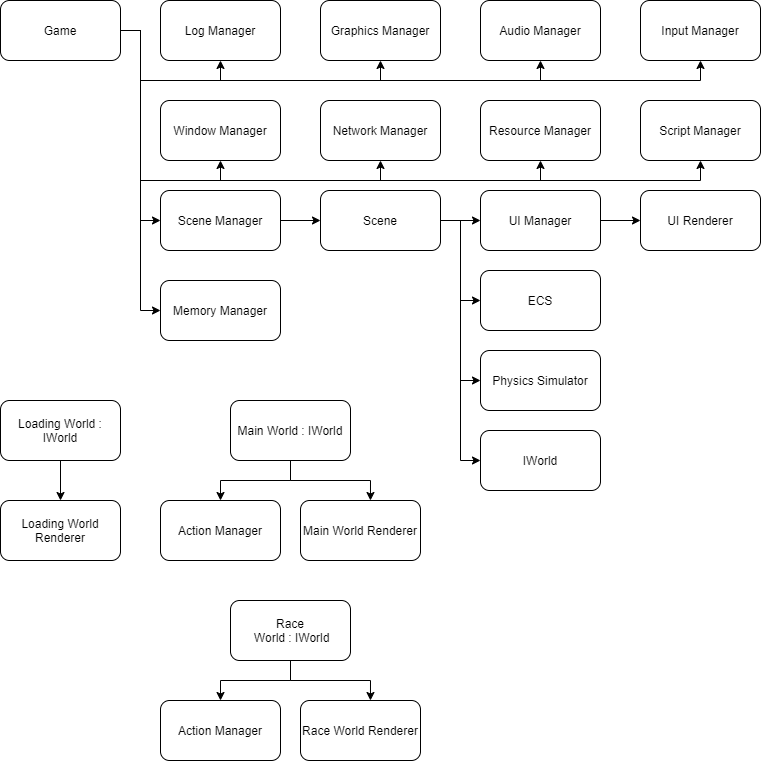 Game
Log Manager
Graphics Manager
Audio Manager
Input Manager
Window Manager
Network Manager
Resource Manager
Script Manager
Scene Manager
Scene
UI Manager
UI Renderer
ECS
Memory Manager
Physics Simulator
Loading World :
IWorld
Main World : IWorld
IWorld
Loading World
Renderer
Action Manager
Main World Renderer
Race
World : IWorld
Action Manager
Race World Renderer